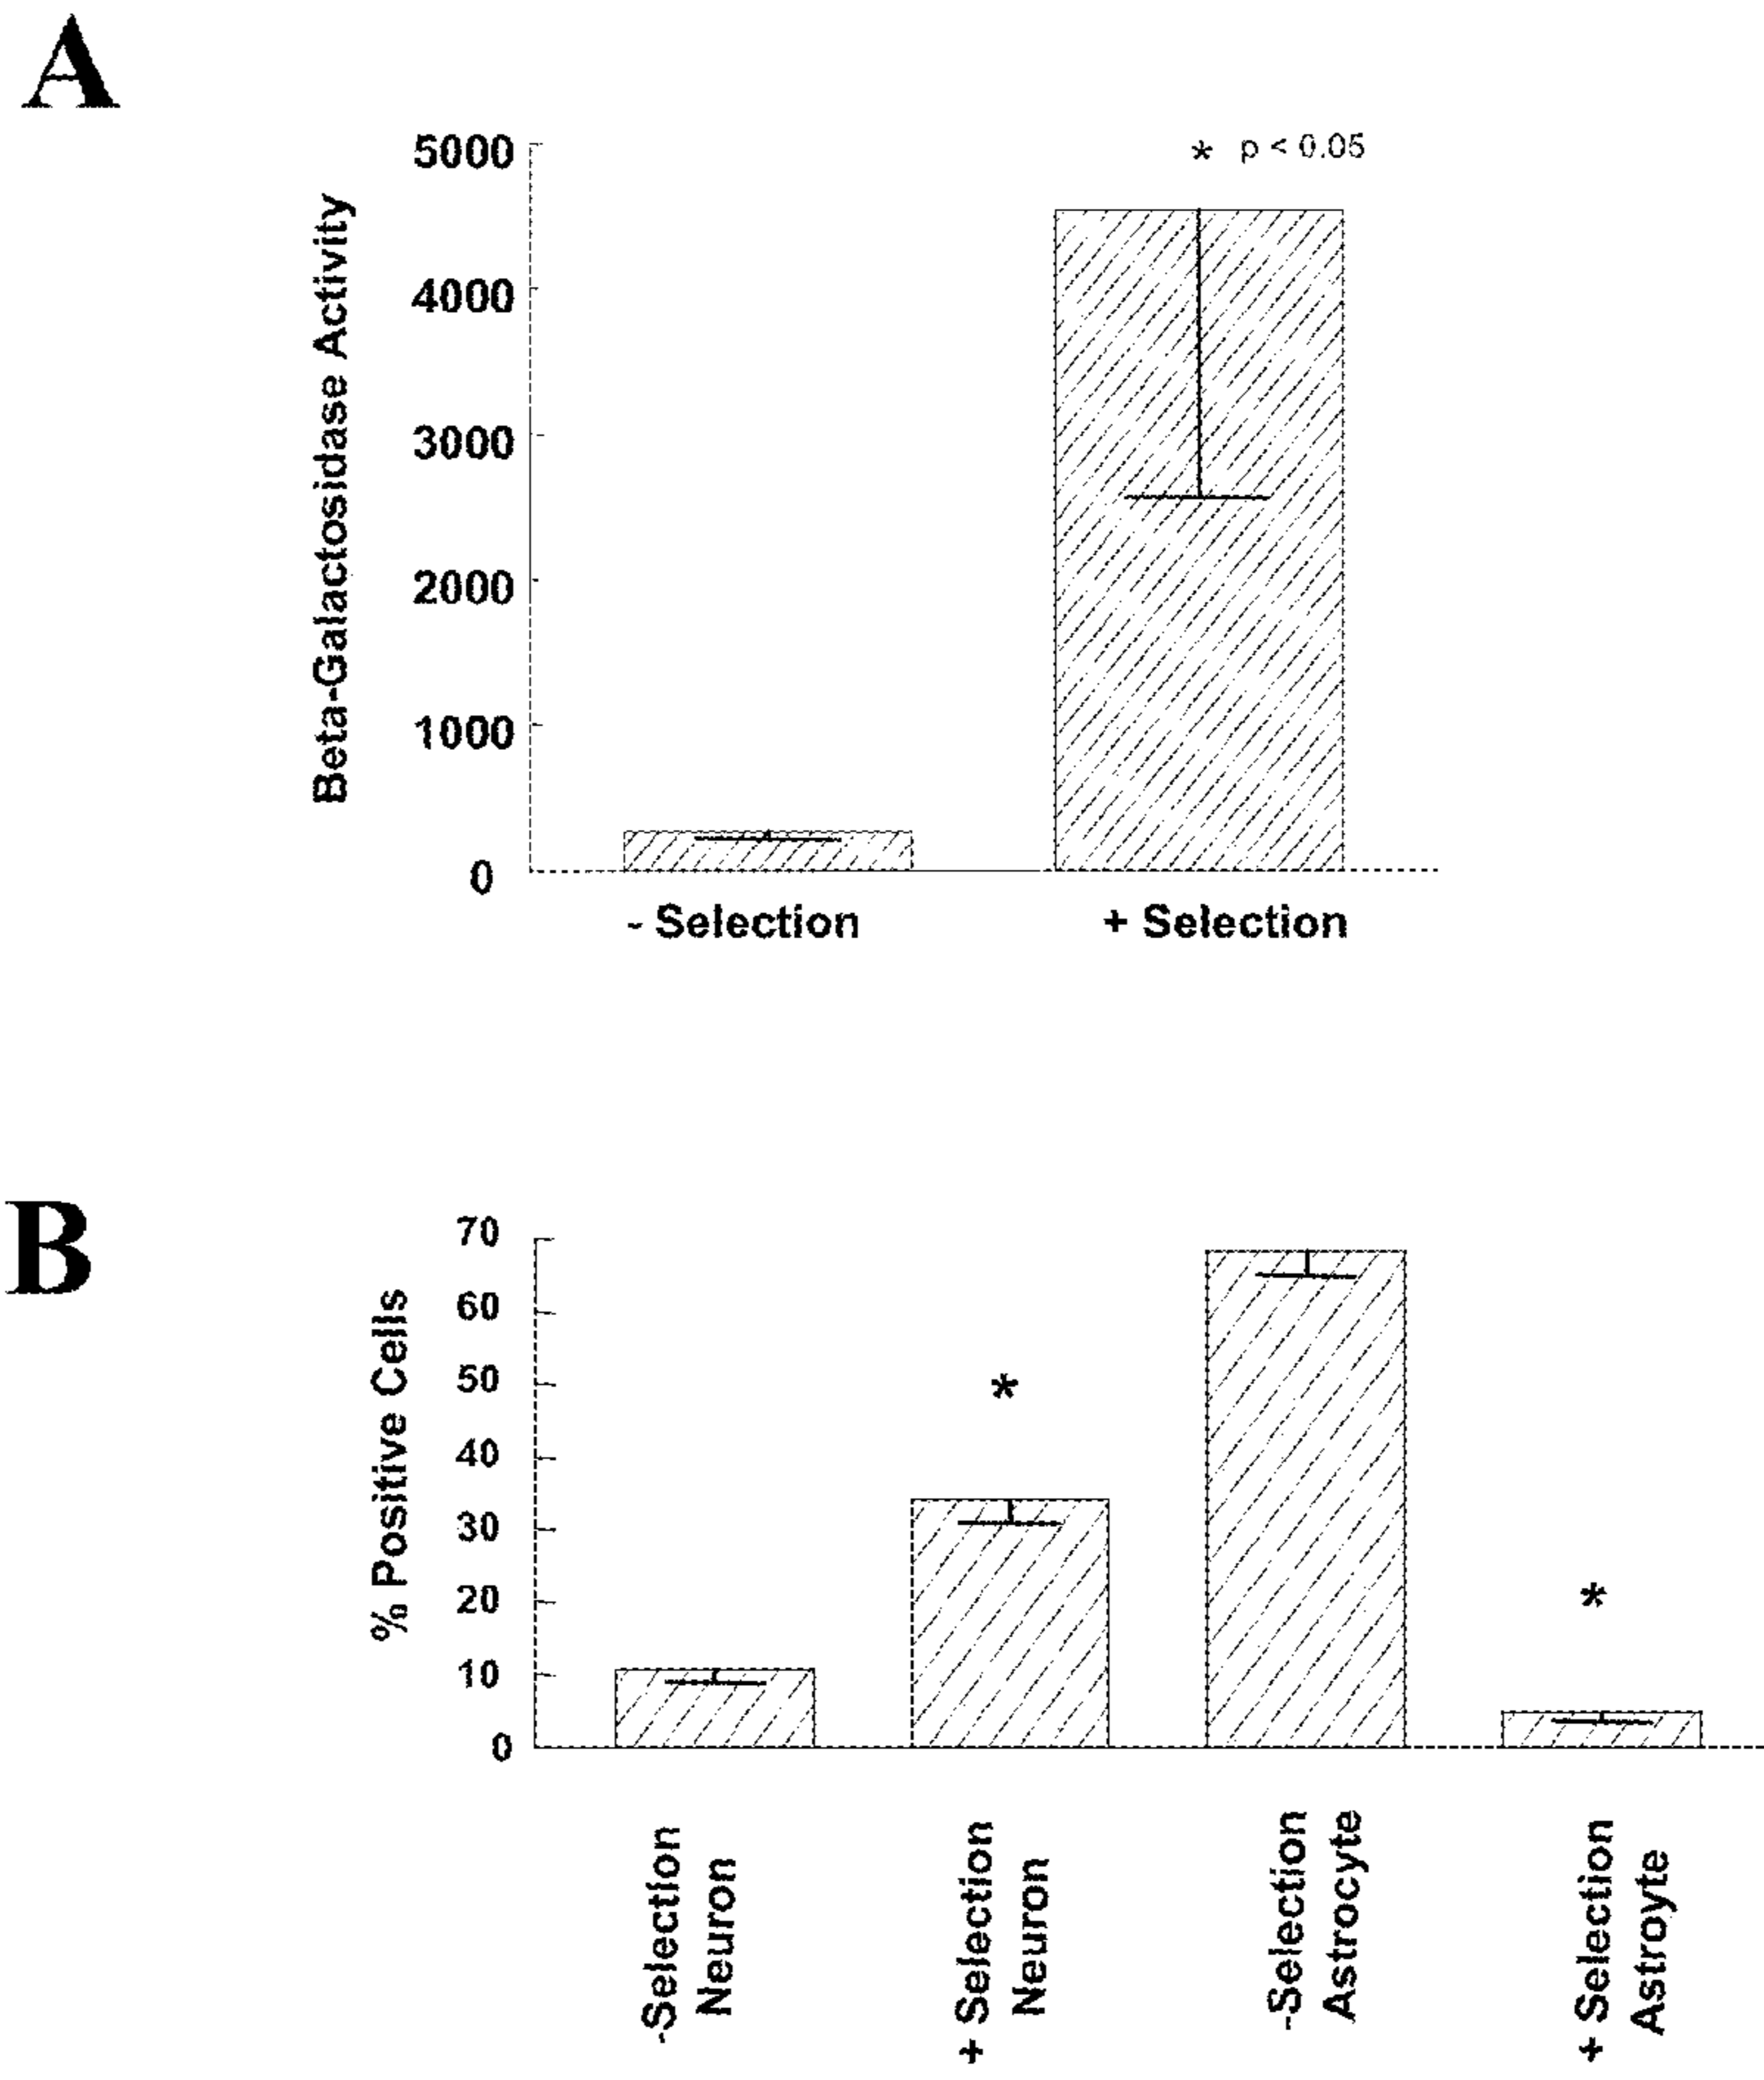 A
5000
* p < 0.05
4000
3000
2000
1000
0
Beta-Galactosidase Activity
- Selection
+ Selection
B
70
60
50
*
40
30
20
*
10
0
% Positive Cells
-Selection
Neuron
+ Selection
Neuron
-Selection
Astrocyte
+ Selection
Astroyte